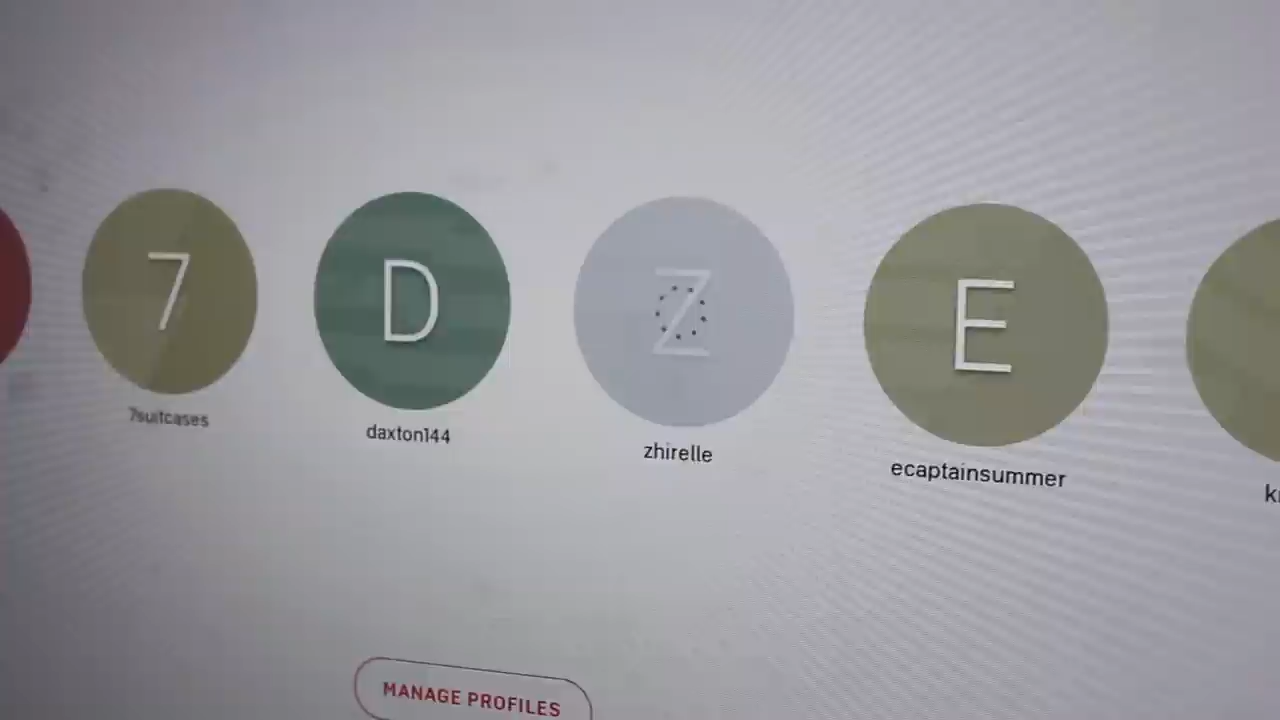 7
D
Z
E
7suitcases
daxton144
zhirelle
ecaptainsummer
MANAGE PROFILES